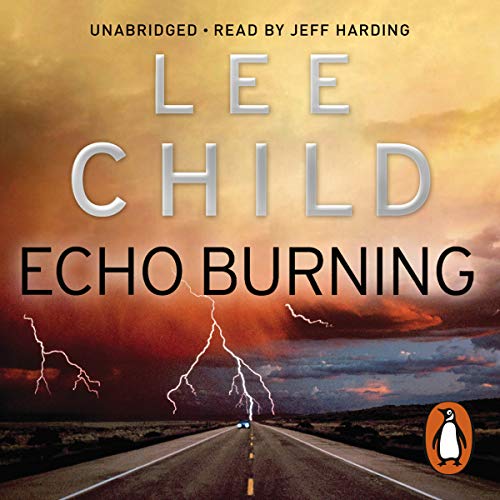 UNABRIDGED • READ BY JEFF HARDING
LEE
CHILD
ECHO BURNING